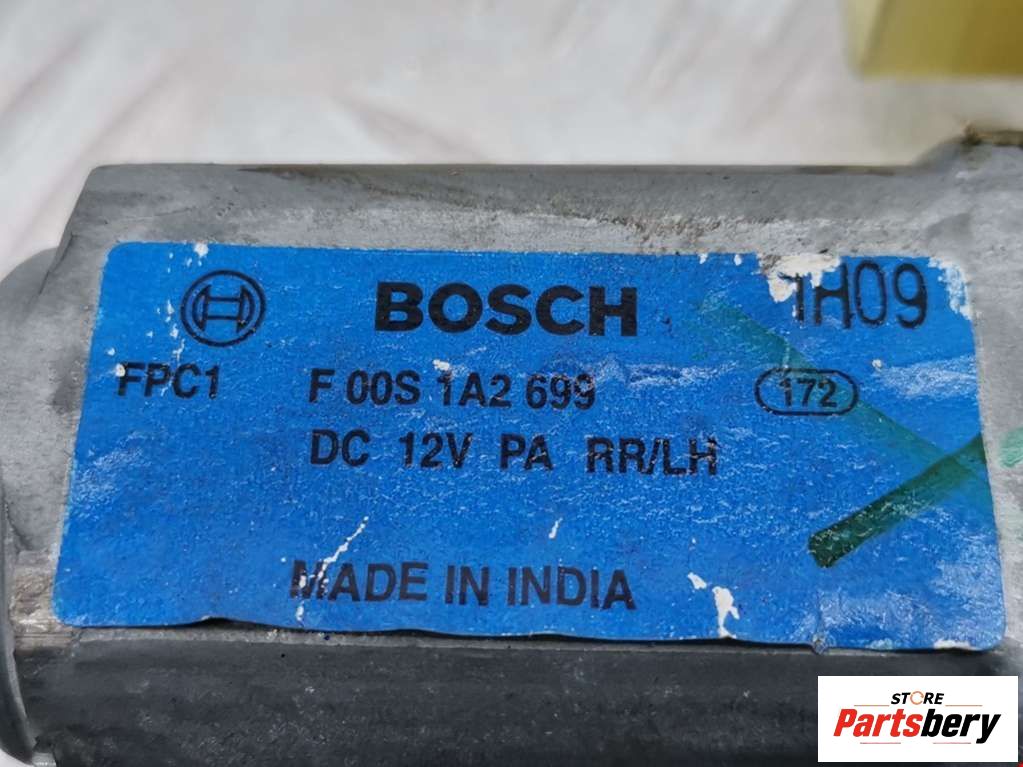 BOSCH 1H09
FPC1 F 00S 1A2 699 172
DC 12V PA RR/LH
MADE IN INDIA
STORE
Partsbery